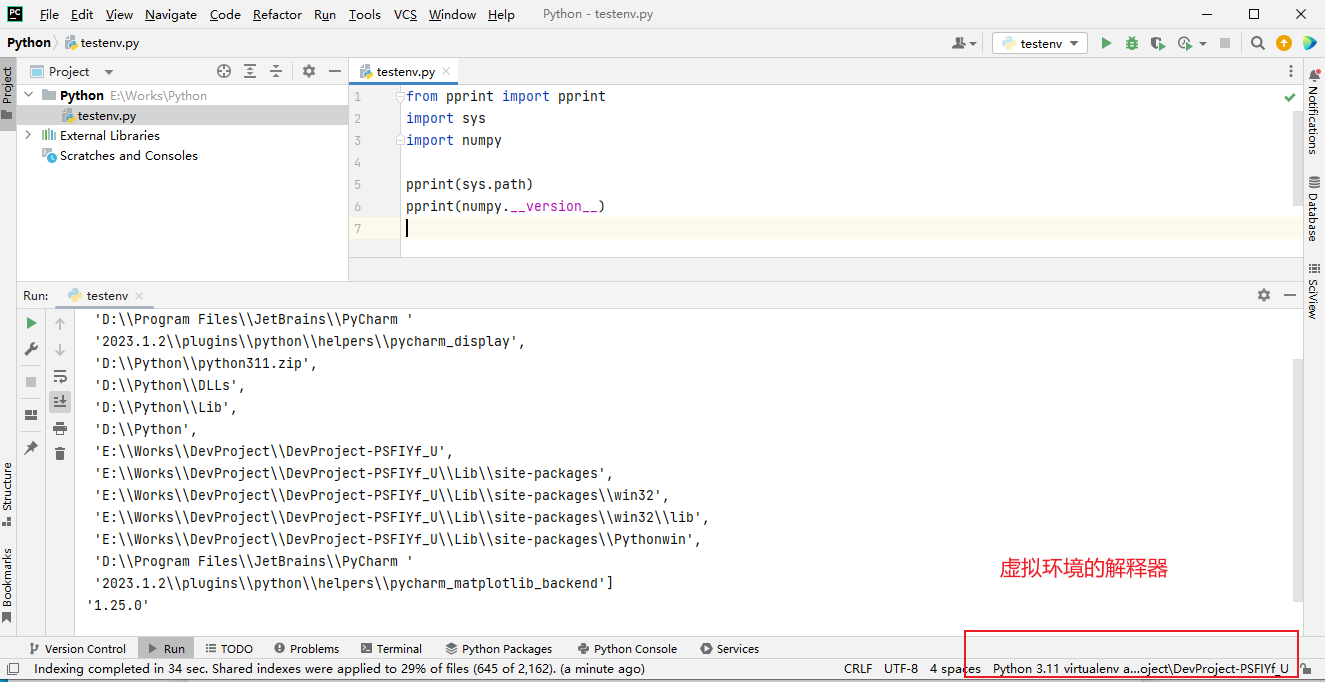 PC File Edit View Navigate Code Refactor Run Tools VCS Window Help Python - testenv.py
Python testenv.py testenv
Project
Project
testenv.py
Python E:\Works\Python
testenv.py
External Libraries
Scratches and Consoles
1 from pprint import pprint
2 import sys
3 import numpy
4
5 pprint(sys.path)
6 pprint(numpy.__version__)
7
Notifications
Database
SciView
Run: testenv
'D:\\Program Files\\JetBrains\\PyCharm '
'2023.1.2\\plugins\\python\\helpers\\pycharm_display',
'D:\\Python\\python311.zip',
'D:\\Python\\DLLs',
'D:\\Python\\Lib',
'D:\\Python',
'E:\\Works\\DevProject\\DevProject-PSFIYf_U',
'E:\\Works\\DevProject\\DevProject-PSFIYf_U\\Lib\\site-packages',
'E:\\Works\\DevProject\\DevProject-PSFIYf_U\\Lib\\site-packages\\win32',
'E:\\Works\\DevProject\\DevProject-PSFIYf_U\\Lib\\site-packages\\win32\\lib',
'E:\\Works\\DevProject\\DevProject-PSFIYf_U\\Lib\\site-packages\\Pythonwin',
'D:\\Program Files\\JetBrains\\PyCharm '
'2023.1.2\\plugins\\python\\helpers\\pycharm_matplotlib_backend']
'1.25.0'
虚拟环境的解释器
Structure
Bookmarks
Version Control Run TODO Problems Terminal Python Packages Python Console Services
Indexing completed in 34 sec. Shared indexes were applied to 29% of files (645 of 2,162). (a minute ago) CRLF UTF-8 4 spaces Python 3.11 virtualenv a...oject\DevProject-PSFIYf_U